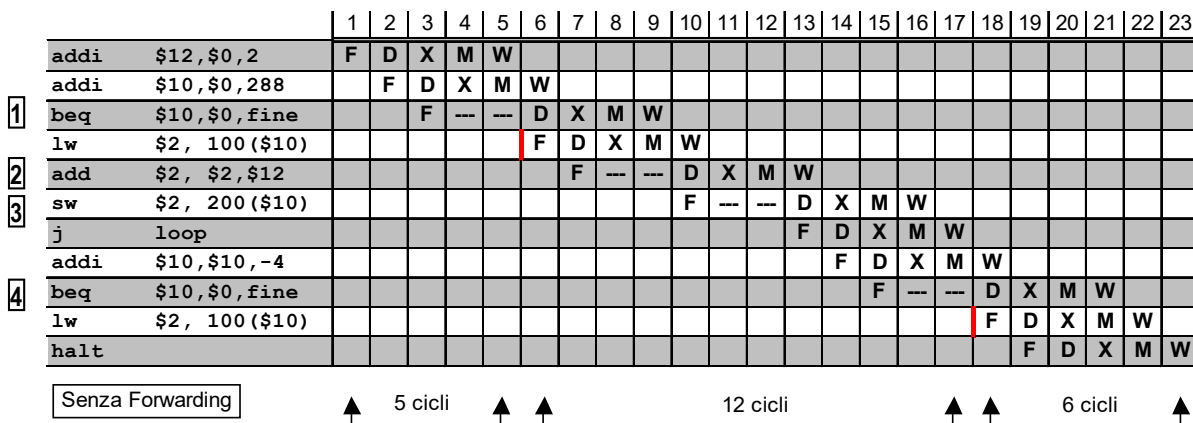 1 2 3 4 5 6 7 8 9 10 11 12 13 14 15 16 17 18 19 20 21 22 23
addi $12,$0,2 F D X M W
addi $10,$0,288 F D X M W
1 beq $10,$0,fine F --- --- D X M W
lw $2, 100($10) F D X M W
2 add $2, $2,$12 F --- --- D X M W
3 sw $2, 200($10) F --- --- D X M W
j loop F D X M W
addi $10,$10,-4 F D X M W
4 beq $10,$0,fine F --- --- D X M W
lw $2, 100($10) F D X M W
halt F D X M W
Senza Forwarding 5 cicli 12 cicli 6 cicli